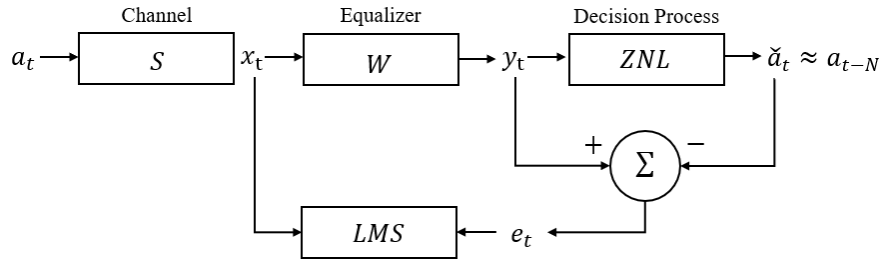 Channel Equalizer Decision Process
a_t S x_t W y_t ZNL ǎ_t ≈ a_{t−N}
+ −
Σ
LMS e_t